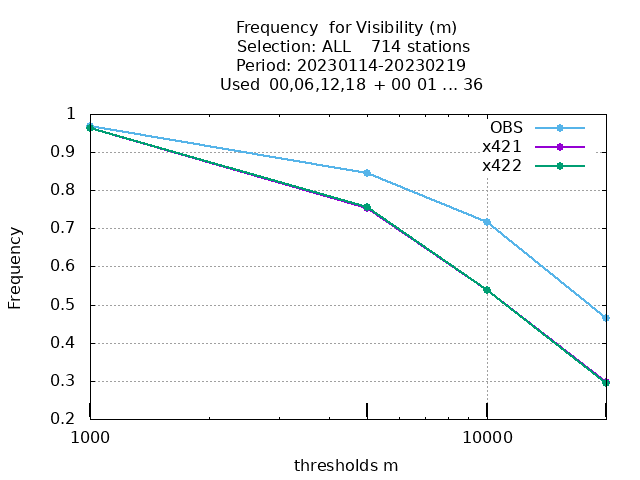 Frequency for Visibility (m)
Selection: ALL 714 stations
Period: 20230114-20230219
Used 00,06,12,18 + 00 01 ... 36
OBS
x421
x422
1
0.9
0.8
0.7
0.6
0.5
0.4
0.3
0.2
Frequency
1000 10000
thresholds m